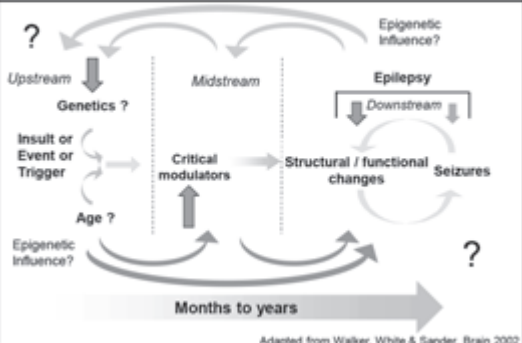 ?
Epigenetic
Influence?
Upstream
Midstream
Epilepsy
Downstream
Genetics ?
Insult or
Event or
Trigger
Critical
modulators
Structural / functional
changes
Seizures
Age ?
Epigenetic
Influence?
?
Months to years
Adapted from Walker, White & Sander, Brain 2002